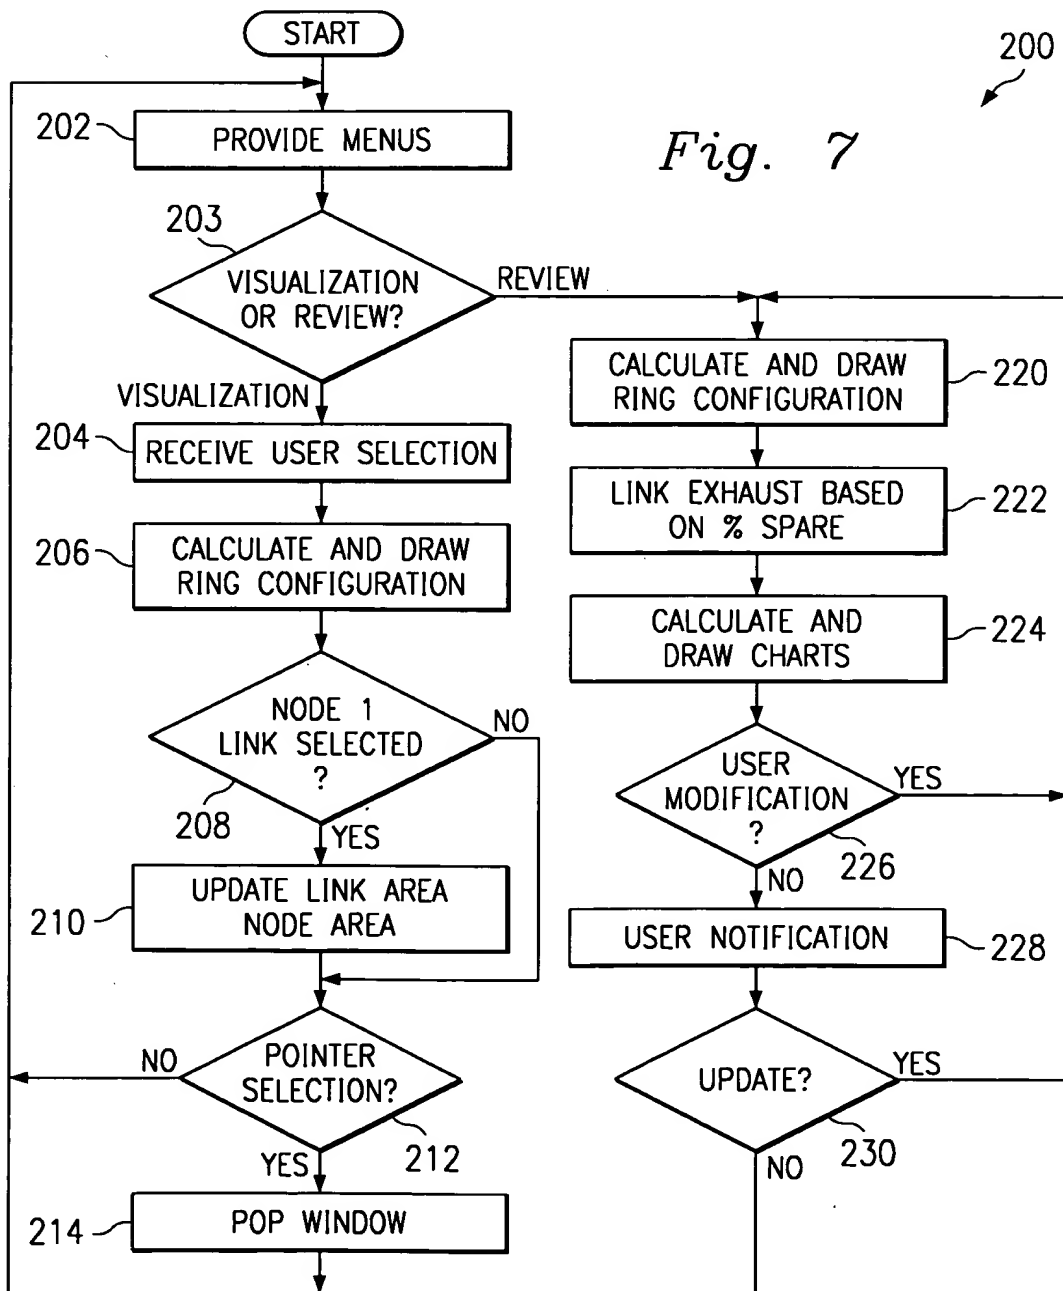 START
200
202
PROVIDE MENUS
Fig. 7
203
VISUALIZATION
OR REVIEW?
REVIEW
VISUALIZATION
204
RECEIVE USER SELECTION
206
CALCULATE AND DRAW
RING CONFIGURATION
NODE 1
LINK SELECTED
?
NO
208
YES
210
UPDATE LINK AREA
NODE AREA
POINTER
SELECTION?
NO
212
YES
214
POP WINDOW
CALCULATE AND DRAW
RING CONFIGURATION
220
LINK EXHAUST BASED
ON % SPARE
222
CALCULATE AND
DRAW CHARTS
224
USER
MODIFICATION
?
YES
226
NO
USER NOTIFICATION
228
UPDATE?
YES
230
NO